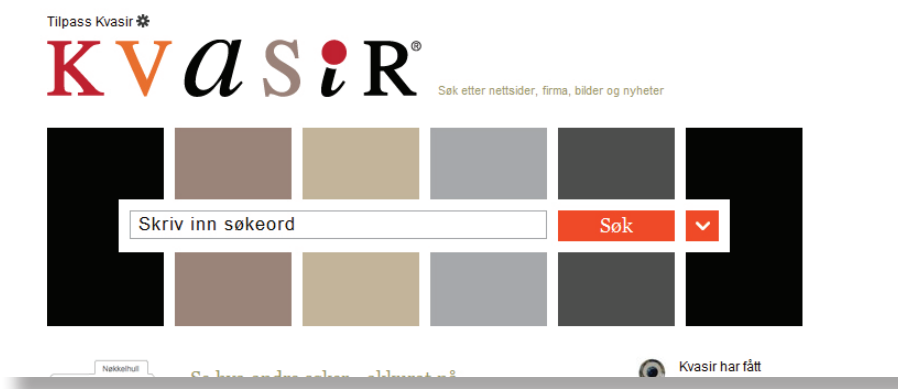 Tilpass Kvasir
KVaSiR®
Søk etter nettsider, firma, bilder og nyheter
Skriv inn søkeord
Søk
Nøkkelhull
Kvasir har fått